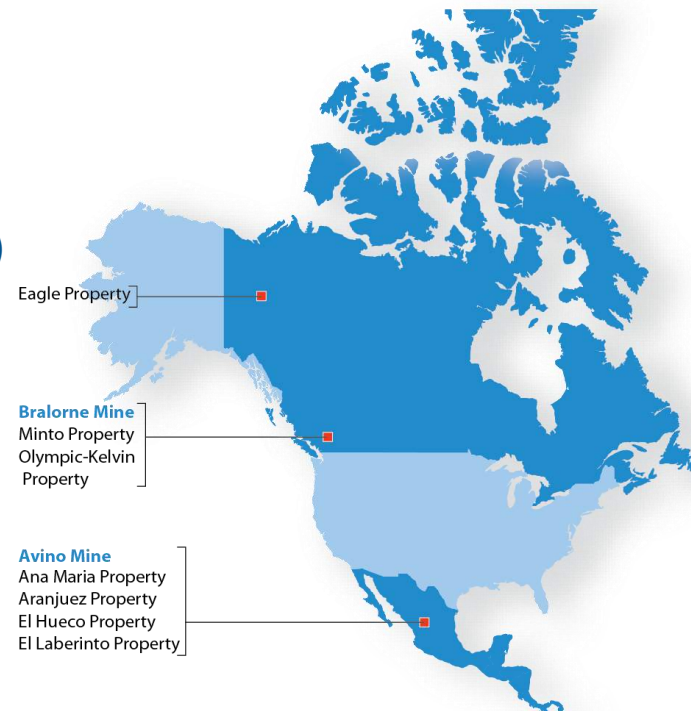 Eagle Property
Bralorne Mine
Minto Property
Olympic-Kelvin
Property
Avino Mine
Ana Maria Property
Aranjuez Property
El Hueco Property
El Laberinto Property